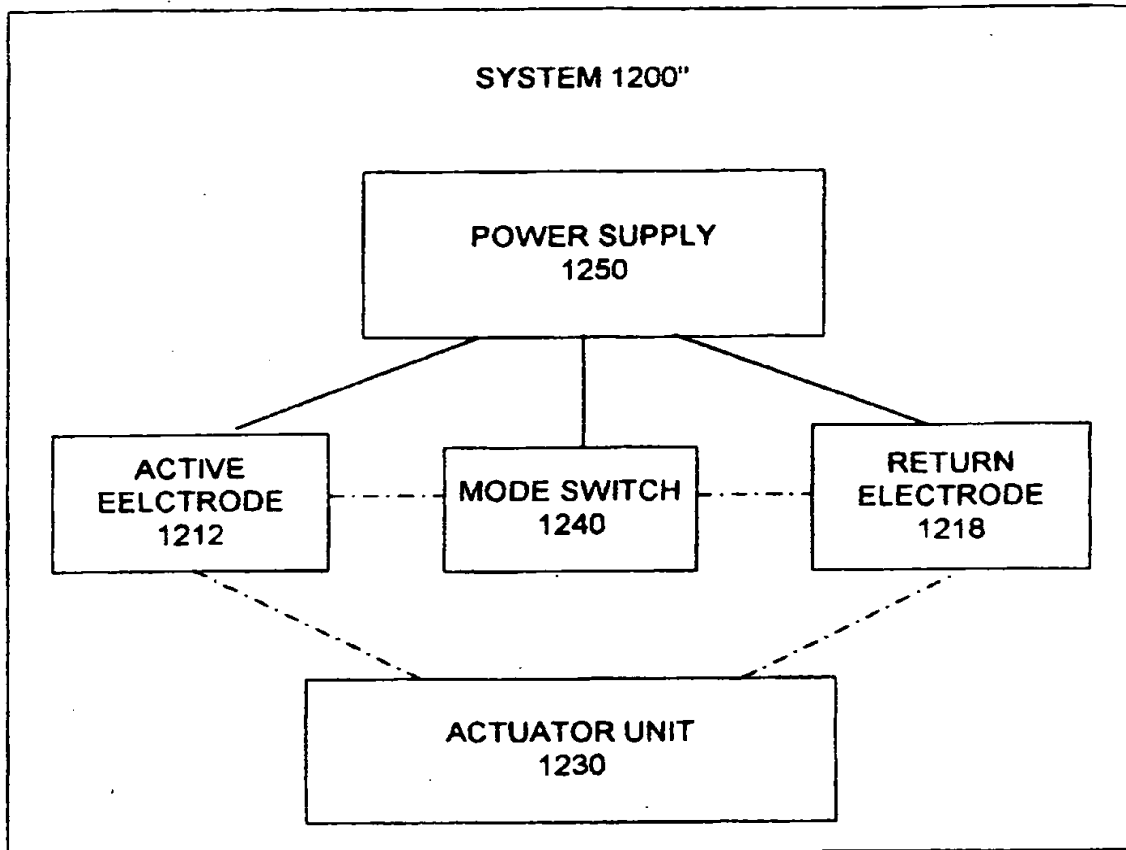 SYSTEM 1200"
POWER SUPPLY
1250
ACTIVE
EELCTRODE
1212
MODE SWITCH
1240
RETURN
ELECTRODE
1218
ACTUATOR UNIT
1230